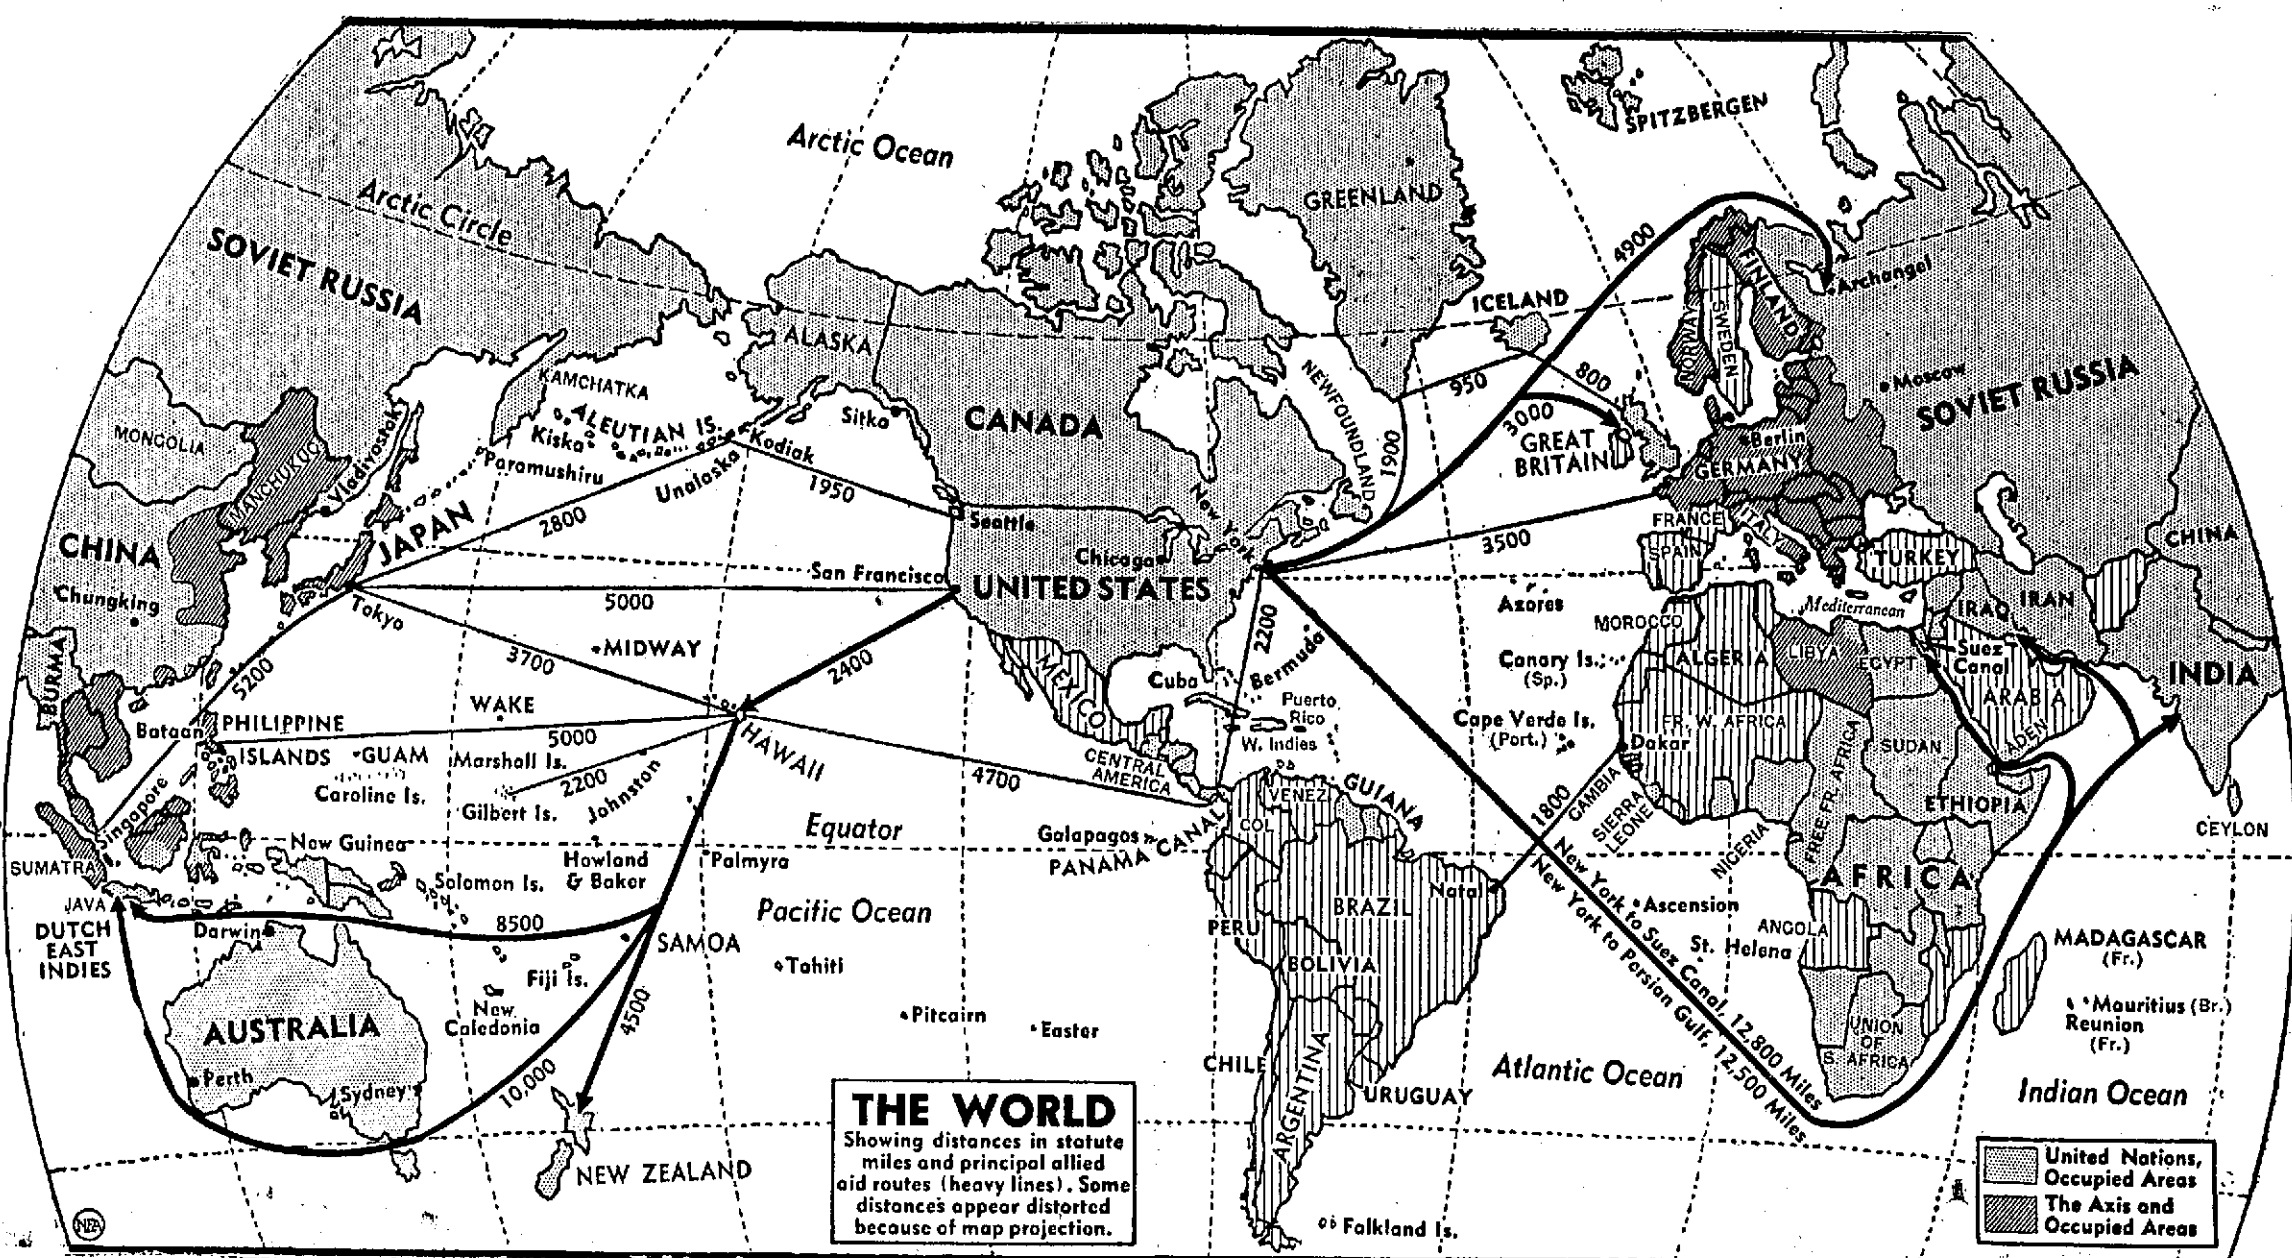 Arctic Ocean
SPITZBERGEN
GREENLAND
Arctic Circle
SOVIET RUSSIA
4900
Archangel
ICELAND
FINLAND
SWEDEN
NORWAY
ALASKA
KAMCHATKA
ALEUTIAN IS.
Kiska
Sitka
CANADA
NEWFOUNDLAND
950
800
3000
GREAT
BRITAIN
1900
Moscow
SOVIET RUSSIA
Berlin
GERMANY
MONGOLIA
MANCHUKUO
Vladivostok
Paramushiru
Unalaska
Kodiak
1950
2800
Seattle
New York
JAPAN
CHINA
Chungking
Chicago
San Francisco
UNITED STATES
5000
Tokyo
3500
FRANCE
ITALY
SPAIN
TURKEY
CHINA
Azores
Mediterranean
IRAQ
IRAN
MOROCCO
ALGERIA
LIBYA
EGYPT
Suez
Canal
ARABIA
ADEN
INDIA
BURMA
5200
3700
MIDWAY
2400
MEXICO
Cuba
2200
Bermuda
Puerto
Rico
W. Indies
Canary Is.
(Sp.)
Cape Verde Is.
(Port.)
FR. W. AFRICA
Dakar
FREE FR. AFRICA
SUDAN
ETHIOPIA
CEYLON
Bataan
PHILIPPINE
ISLANDS
WAKE
5000
GUAM
Marshall Is.
Caroline Is.
Gilbert Is.
2200
Johnston
HAWAII
4700
CENTRAL
AMERICA
VENEZ
GUIANA
COL
1800
GAMBIA
SIERRA
LEONE
NIGERIA
Singapore
SUMATRA
New Guinea
Equator
Galapagos
PANAMA CANAL
Howland
& Baker
Palmyra
Solomon Is.
JAVA
DUTCH
EAST
INDIES
Darwin
8500
SAMOA
Pacific Ocean
PERU
BRAZIL
Natal
BOLIVIA
AFRICA
Ascension
St. Helena
ANGOLA
MADAGASCAR
(Fr.)
Mauritius (Br.)
Reunion
(Fr.)
New York to Suez Canal, 12,800 Miles
New York to Persian Gulf, 12,500 Miles
Fiji Is.
New
Caledonia
Tahiti
Pitcairn
Easter
4500
AUSTRALIA
Perth
Sydney
10,000
NEW ZEALAND
CHILE
ARGENTINA
URUGUAY
Atlantic Ocean
UNION
OF
S. AFRICA
Indian Ocean
Falkland Is.
THE WORLD
Showing distances in statute
miles and principal allied
aid routes (heavy lines). Some
distances appear distorted
because of map projection.
United Nations,
Occupied Areas
The Axis and
Occupied Areas
NEA